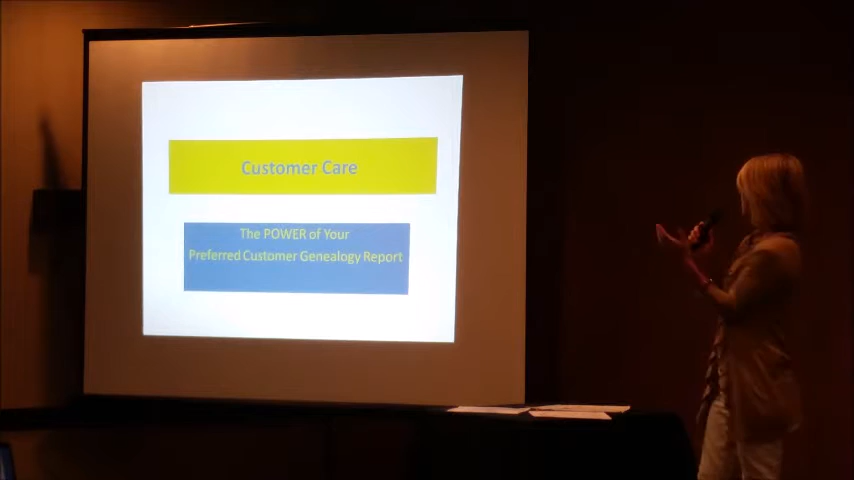 Customer Care
The POWER of Your
Preferred Customer Genealogy Report